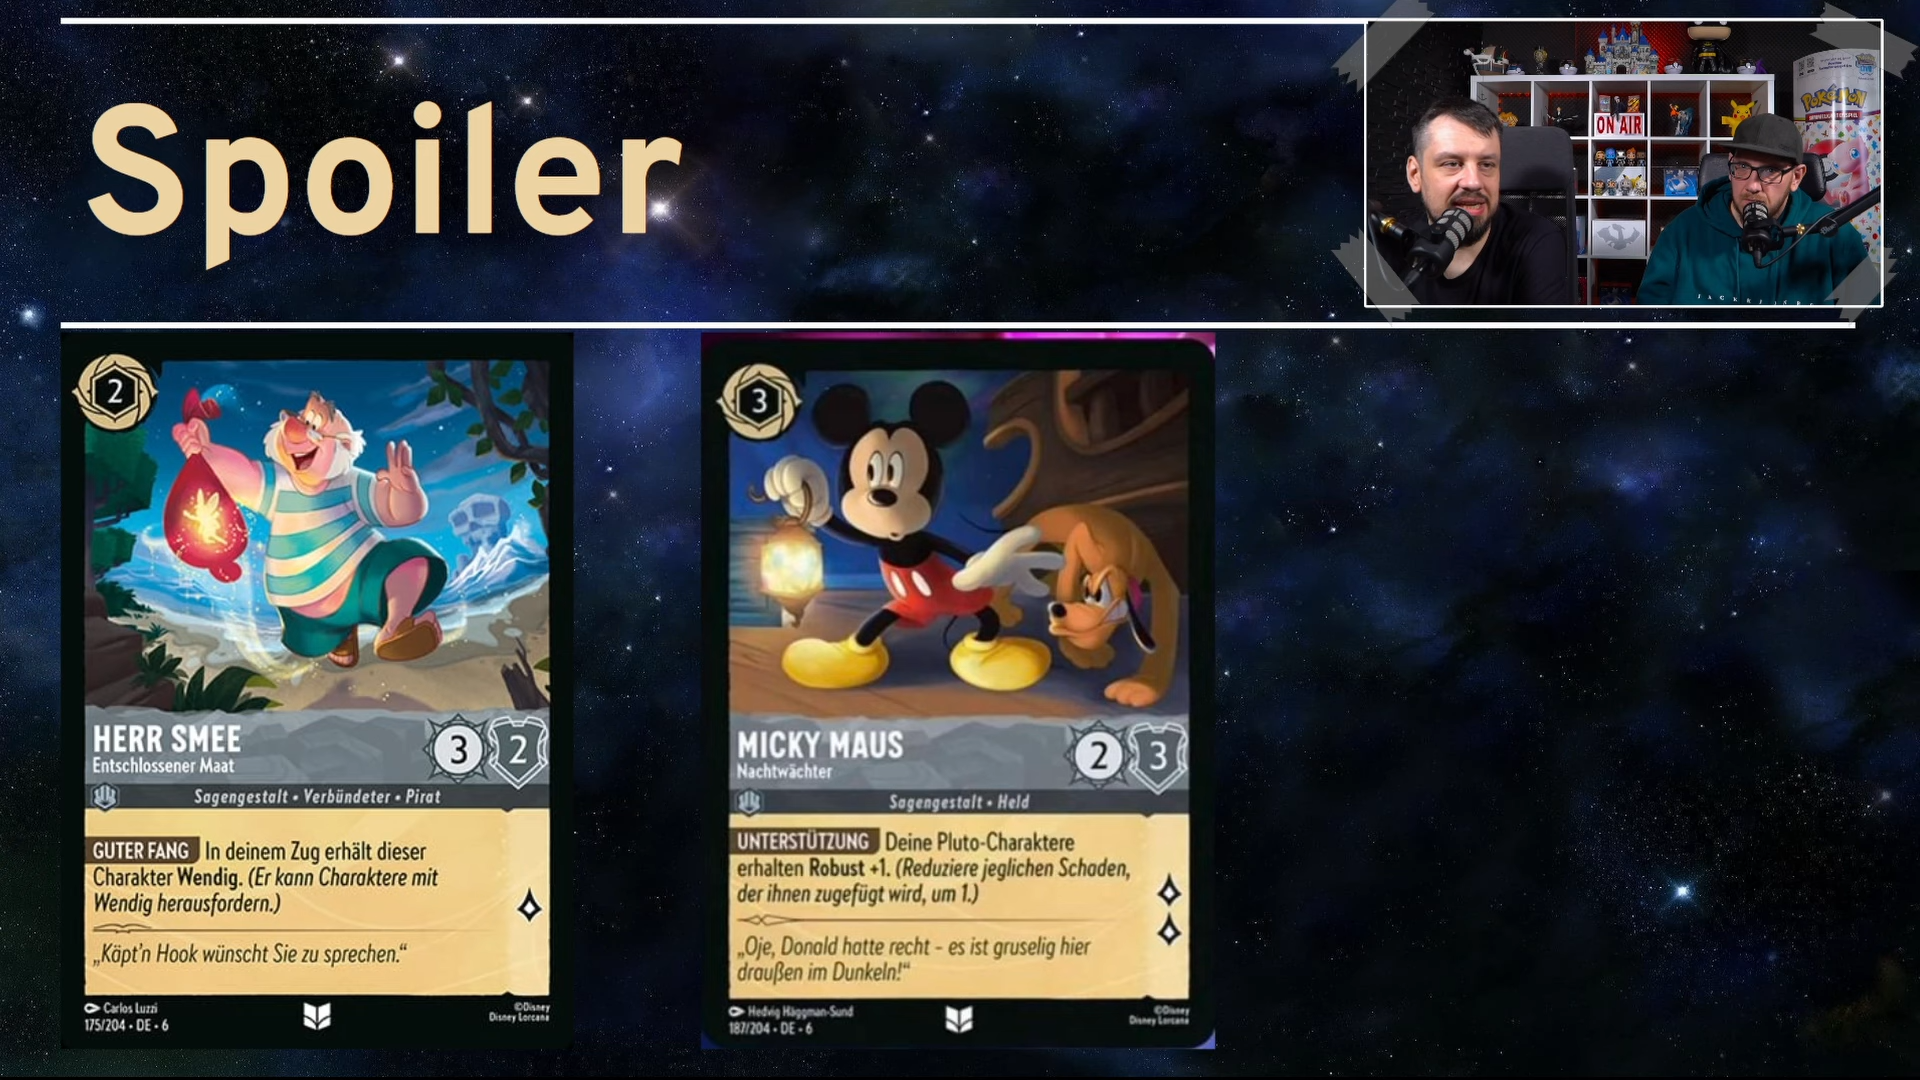 Spoiler
ON AIR
POKÉMON
2
HERR SMEE
Entschlossener Maat
3
2
Sagengestalt • Verbündeter • Pirat
GUTER FANG In deinem Zug erhält dieser
Charakter Wendig. (Er kann Charaktere mit
Wendig herausfordern.)
„Käpt’n Hook wünscht Sie zu sprechen.“
Carlos Luzzi
175/204 • DE • 6
©Disney
Disney Lorcana
3
MICKY MAUS
Nachtwächter
2
3
Sagengestalt • Held
UNTERSTÜTZUNG Deine Pluto-Charaktere
erhalten Robust +1. (Reduziere jeglichen Schaden,
der ihnen zugefügt wird, um 1.)
„Oje, Donald hatte recht – es ist gruselig hier
draußen im Dunkeln!“
Hedvig Häggman-Sund
187/204 • DE • 6
©Disney
Disney Lorcana